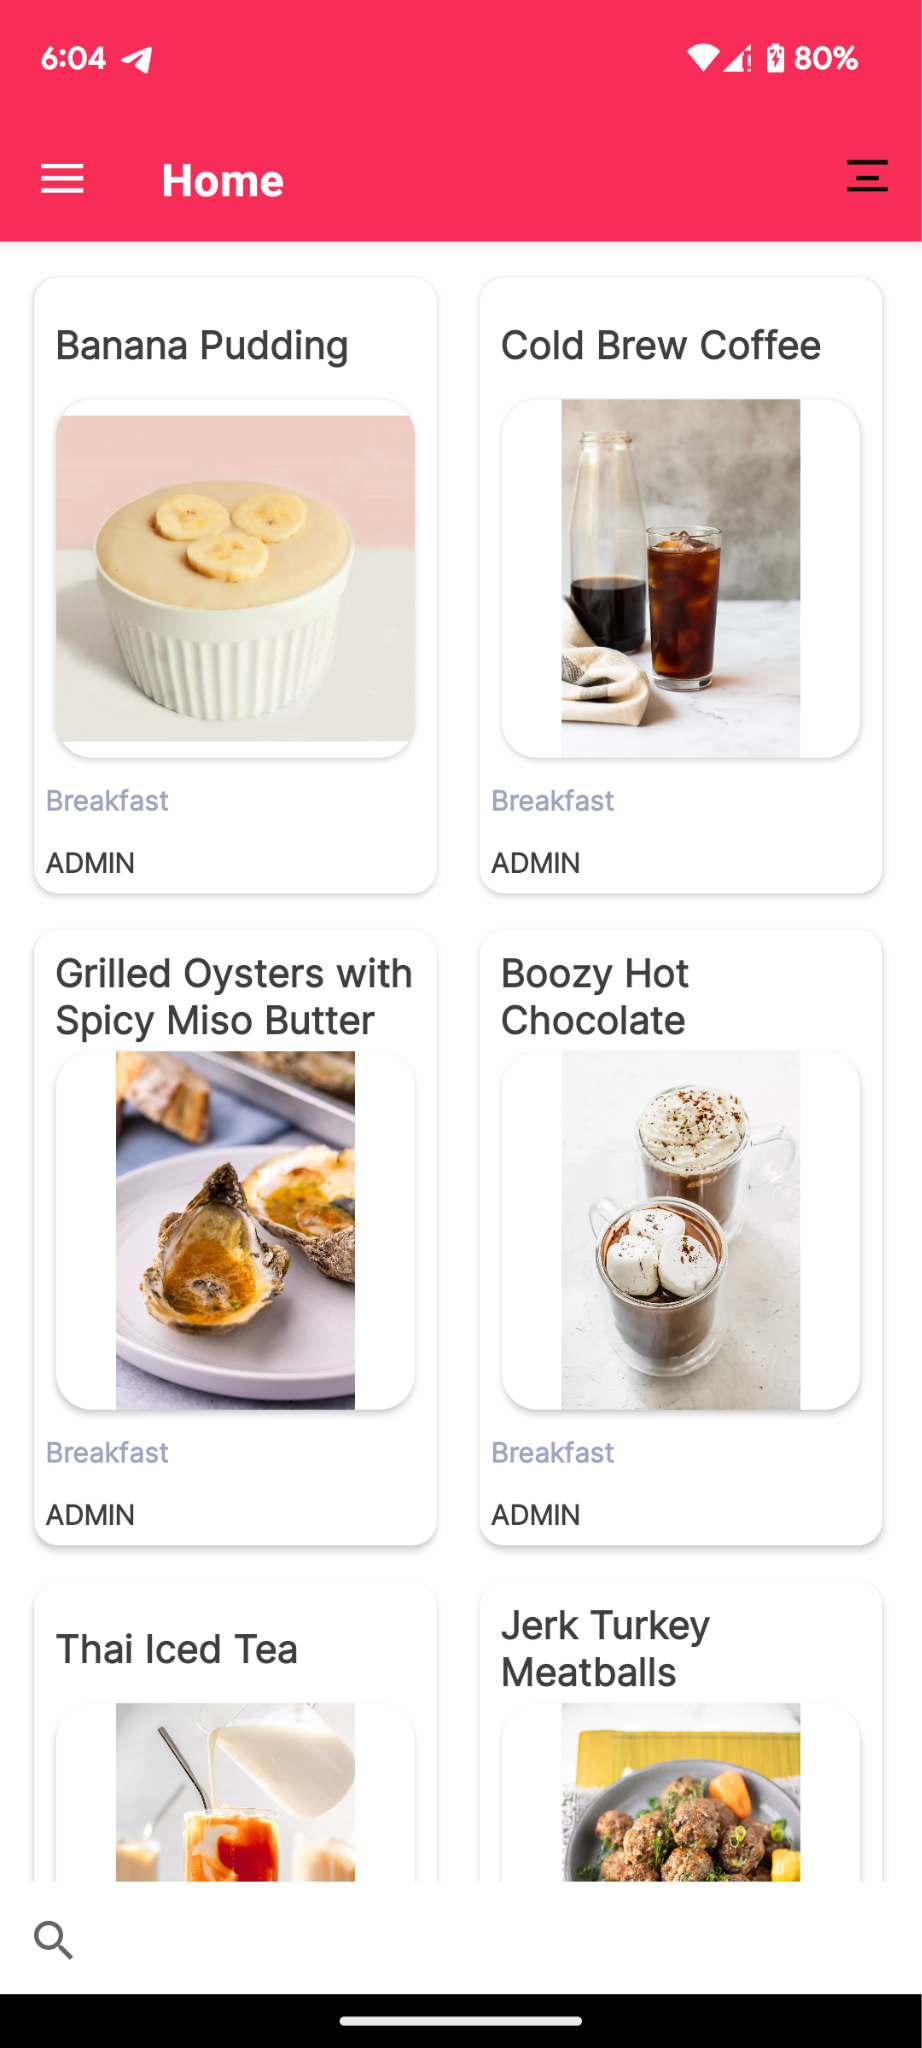 6:04 80%
Home
Banana Pudding
Cold Brew Coffee
Breakfast
ADMIN
Breakfast
ADMIN
Grilled Oysters with
Spicy Miso Butter
Boozy Hot
Chocolate
Breakfast
ADMIN
Breakfast
ADMIN
Thai Iced Tea
Jerk Turkey
Meatballs